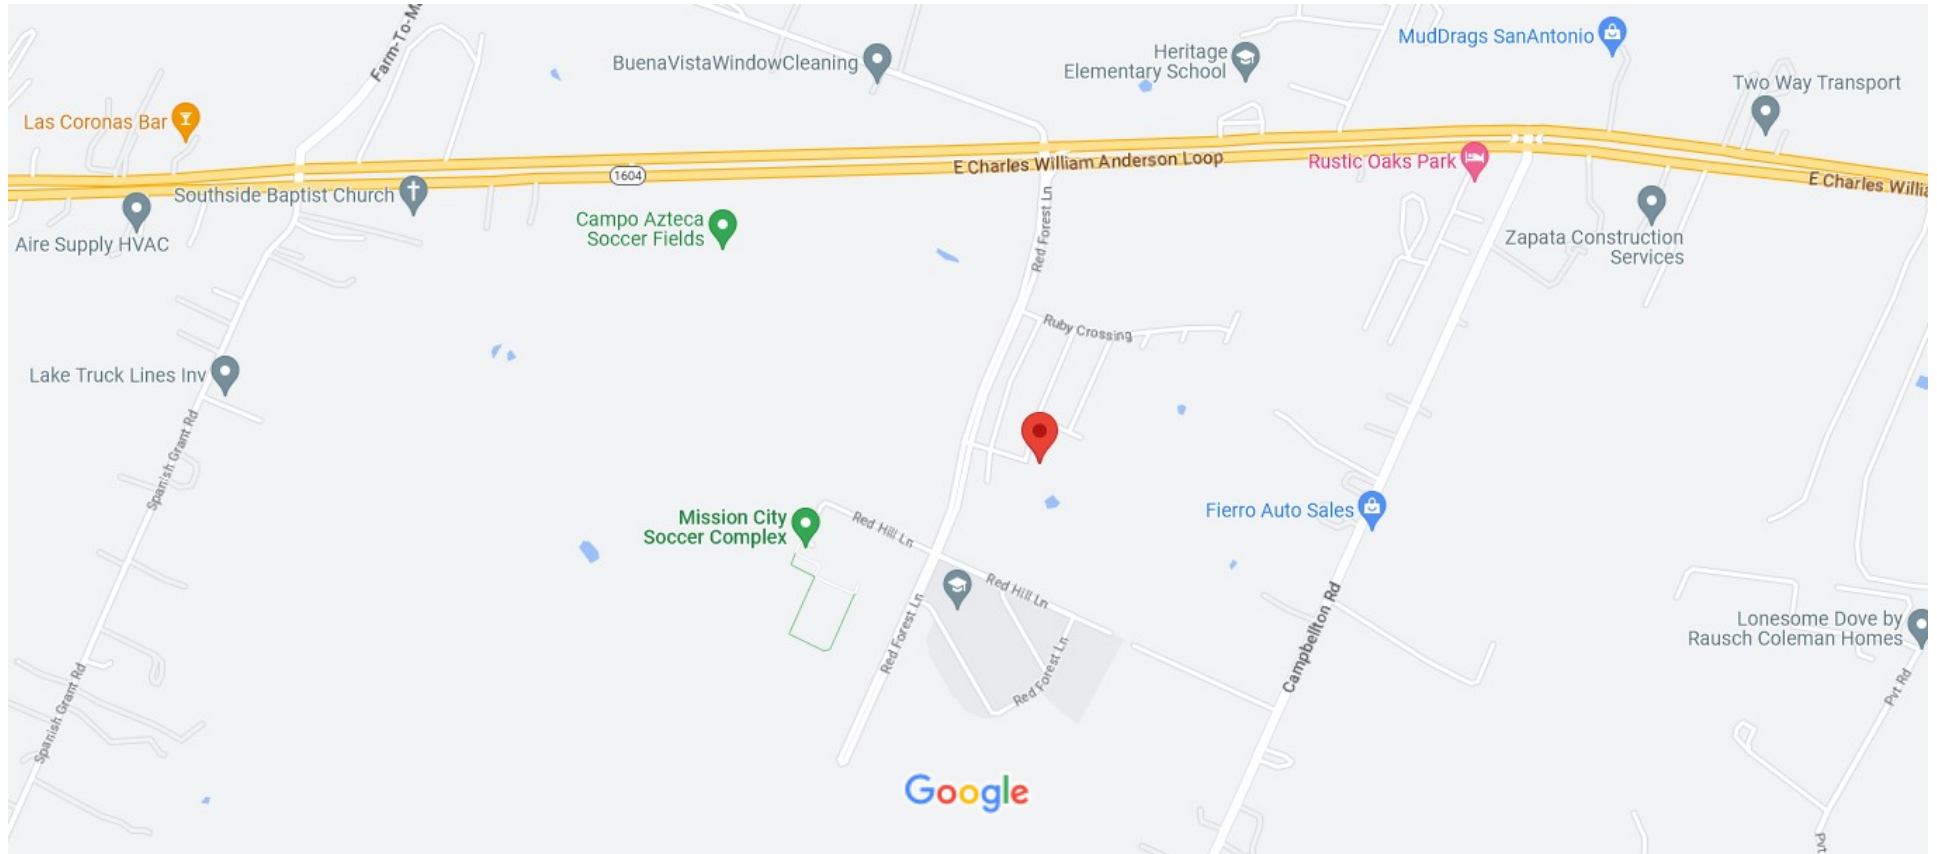 Farm-To-Ma
BuenaVistaWindowCleaning
Heritage
Elementary School
MudDrags SanAntonio
Two Way Transport
Las Coronas Bar
E Charles William Anderson Loop
Rustic Oaks Park
1604
E Charles Willia
Southside Baptist Church
Aire Supply HVAC
Campo Azteca
Soccer Fields
Red Forest Ln
Zapata Construction
Services
Ruby Crossing
Lake Truck Lines Inv
Spanish Grant Rd
Fierro Auto Sales
Mission City
Soccer Complex
Red Hill Ln
Red Hill Ln
Red Forest Ln
Campbellton Rd
Lonesome Dove by
Rausch Coleman Homes
Red Forest Ln
Spanish Grant Rd
Pvt Rd
Google
Pvt